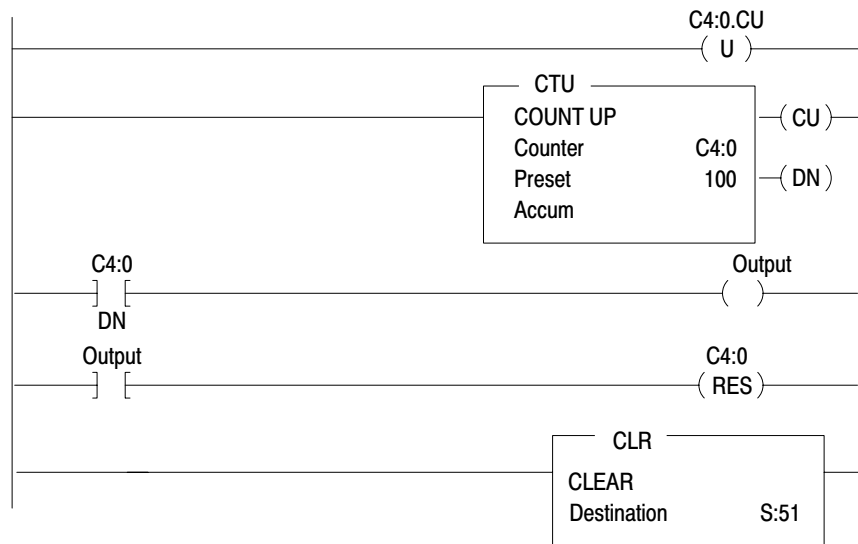 C4:0.CU
U
CTU
COUNT UP
CU
Counter C4:0
Preset 100
DN
Accum
C4:0
Output
DN
Output
C4:0
RES
CLR
CLEAR
Destination S:51